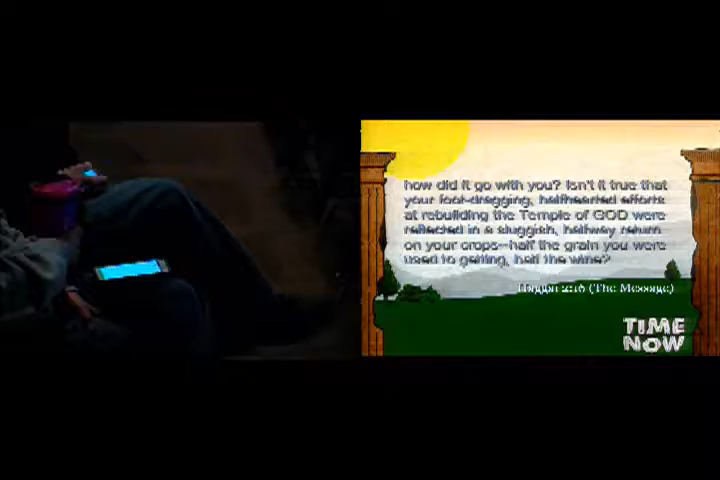 how did it go with you? Isn't it true that
your foot-dragging, halfhearted efforts
at rebuilding the Temple of GOD were
reflected in a sluggish, halfway return
on your crops—half the grain you were
used to getting, half the wine?
Haggai 2:16 (The Message)
TIME
NOW